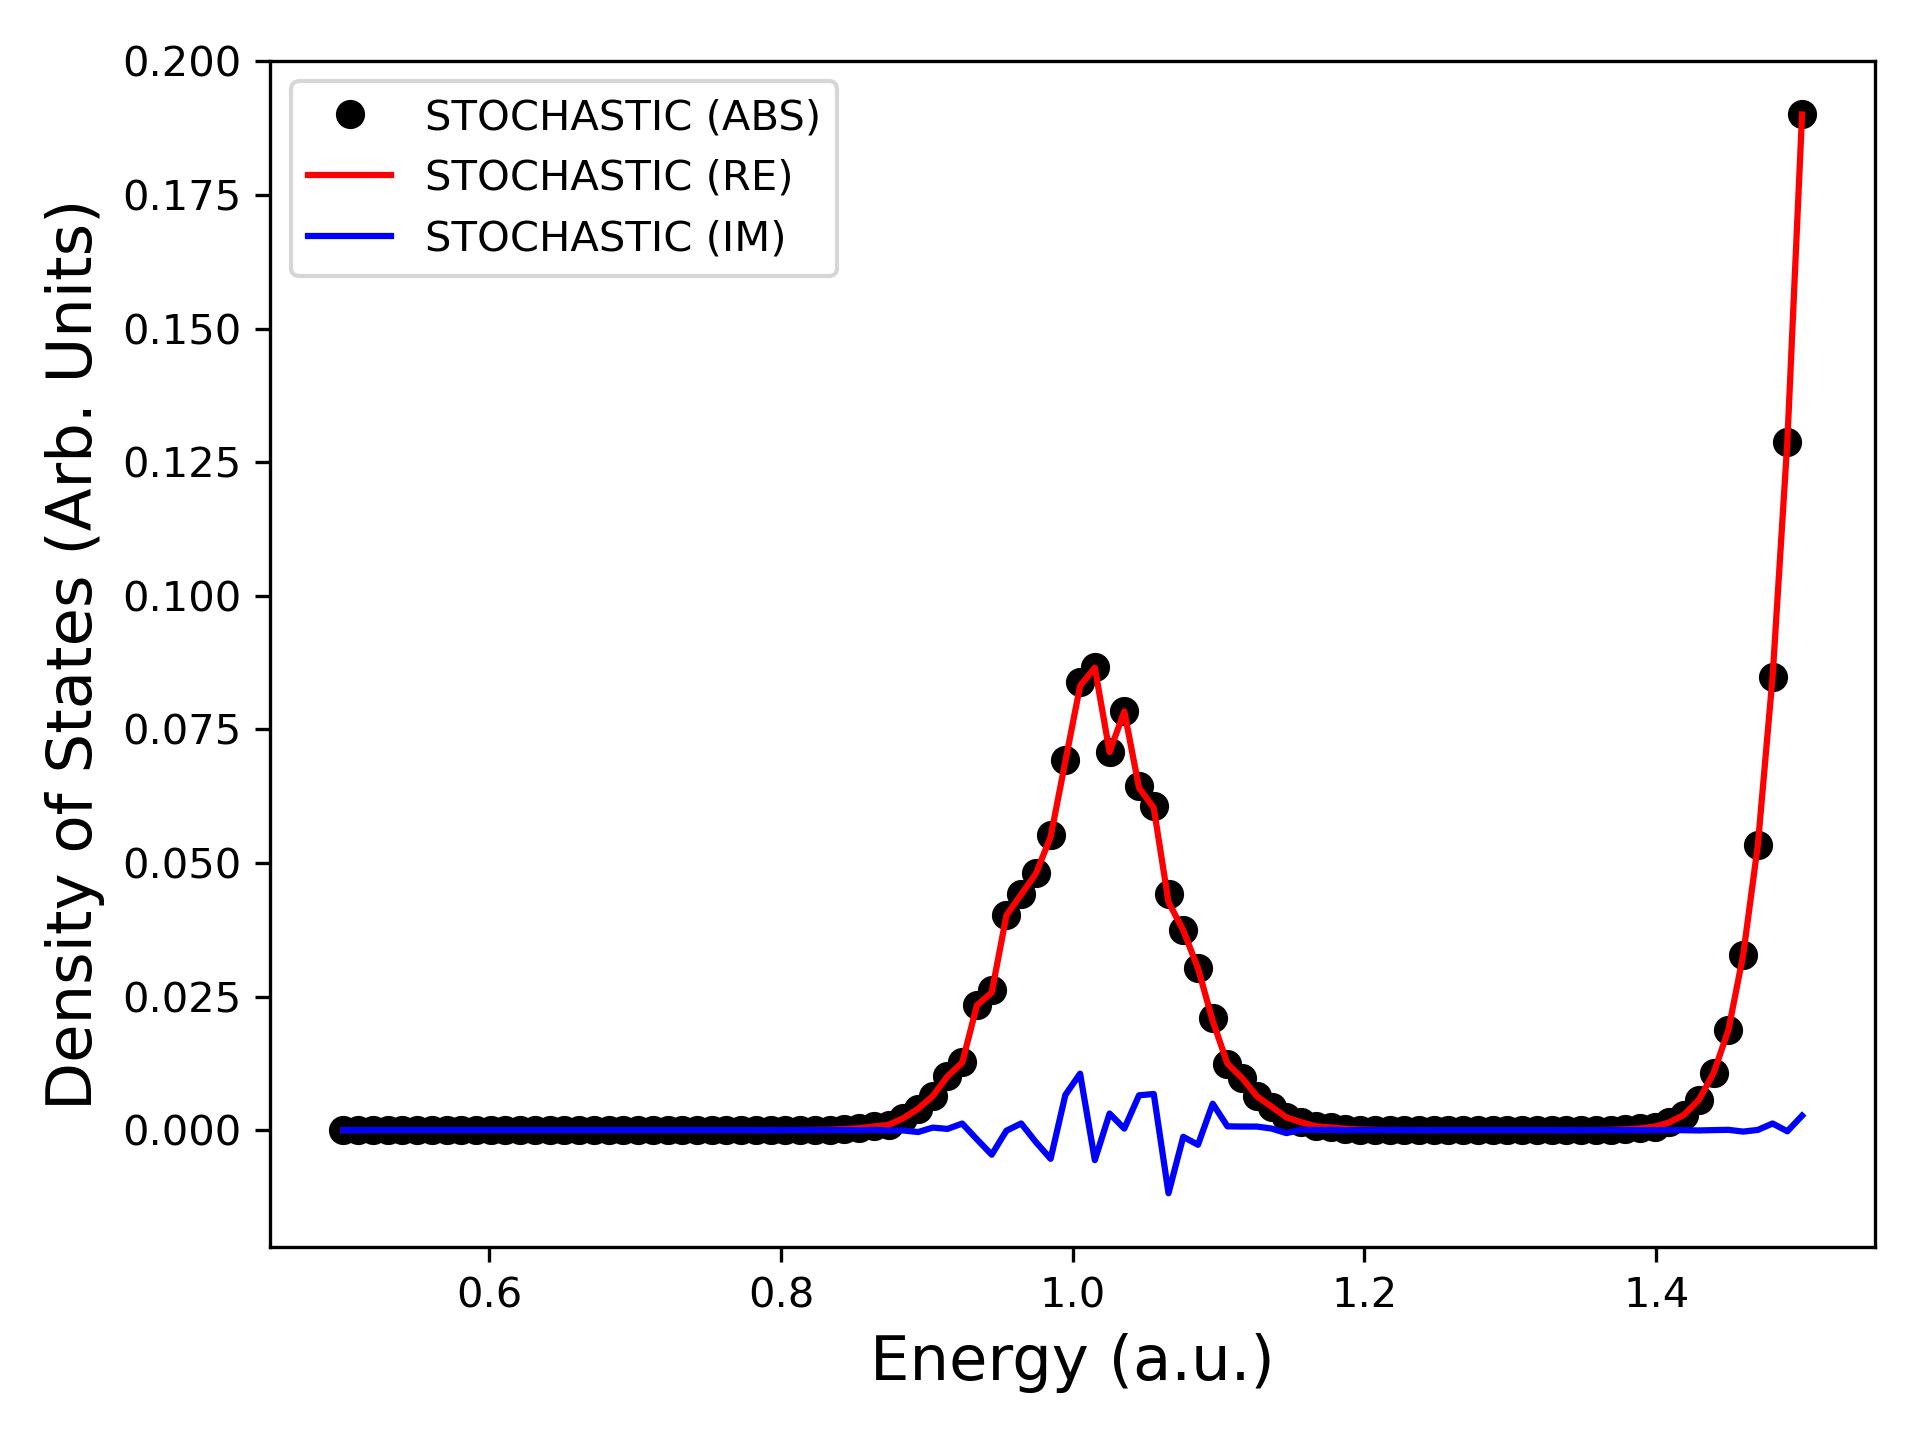 STOCHASTIC (ABS)
STOCHASTIC (RE)
STOCHASTIC (IM)
Density of States (Arb. Units)
0.200
0.175
0.150
0.125
0.100
0.075
0.050
0.025
0.000
0.6 0.8 1.0 1.2 1.4
Energy (a.u.)